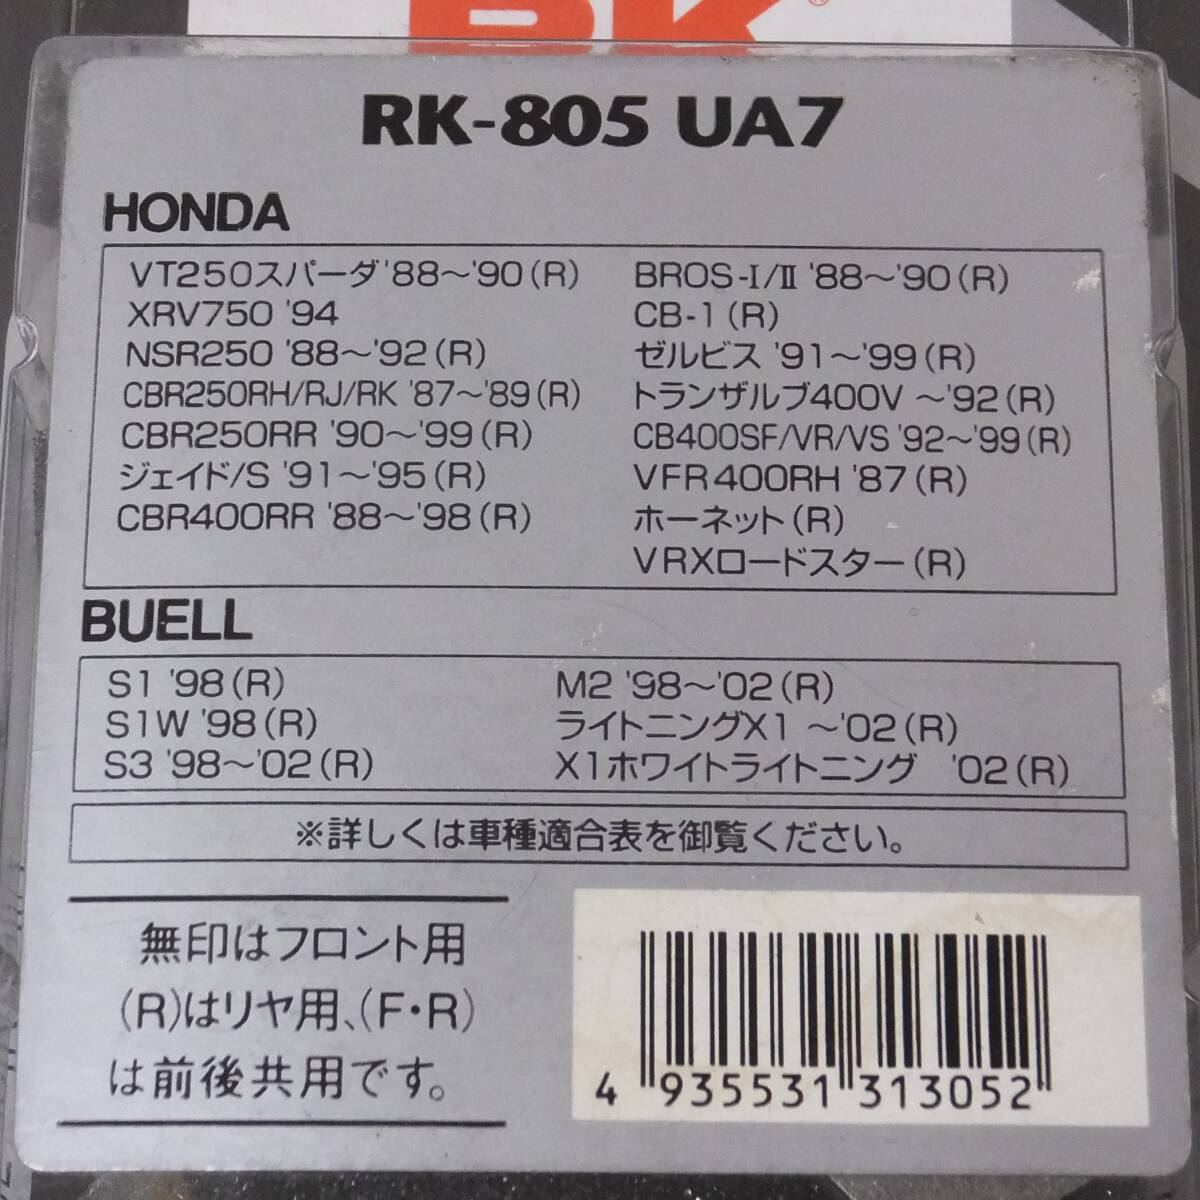 RK®
RK-805 UA7
HONDA
VT250スパーダ '88〜'90(R)
XRV750 '94
NSR250 '88〜'92(R)
CBR250RH/RJ/RK '87〜'89(R)
CBR250RR '90〜'99(R)
ジェイド/S '91〜'95(R)
CBR400RR '88〜'98(R)
BROS-I/II '88〜'90(R)
CB-1(R)
ゼルビス '91〜'99(R)
トランザルブ400V 〜'92(R)
CB400SF/VR/VS '92〜'99(R)
VFR400RH '87(R)
ホーネット(R)
VRXロードスター(R)
BUELL
S1 '98(R)
S1W '98(R)
S3 '98〜'02(R)
M2 '98〜'02(R)
ライトニングX1 〜'02(R)
X1ホワイトライトニング '02(R)
※詳しくは車種適合表を御覧ください。
無印はフロント用
(R)はリヤ用、(F・R)
は前後共用です。
4 935531 313052